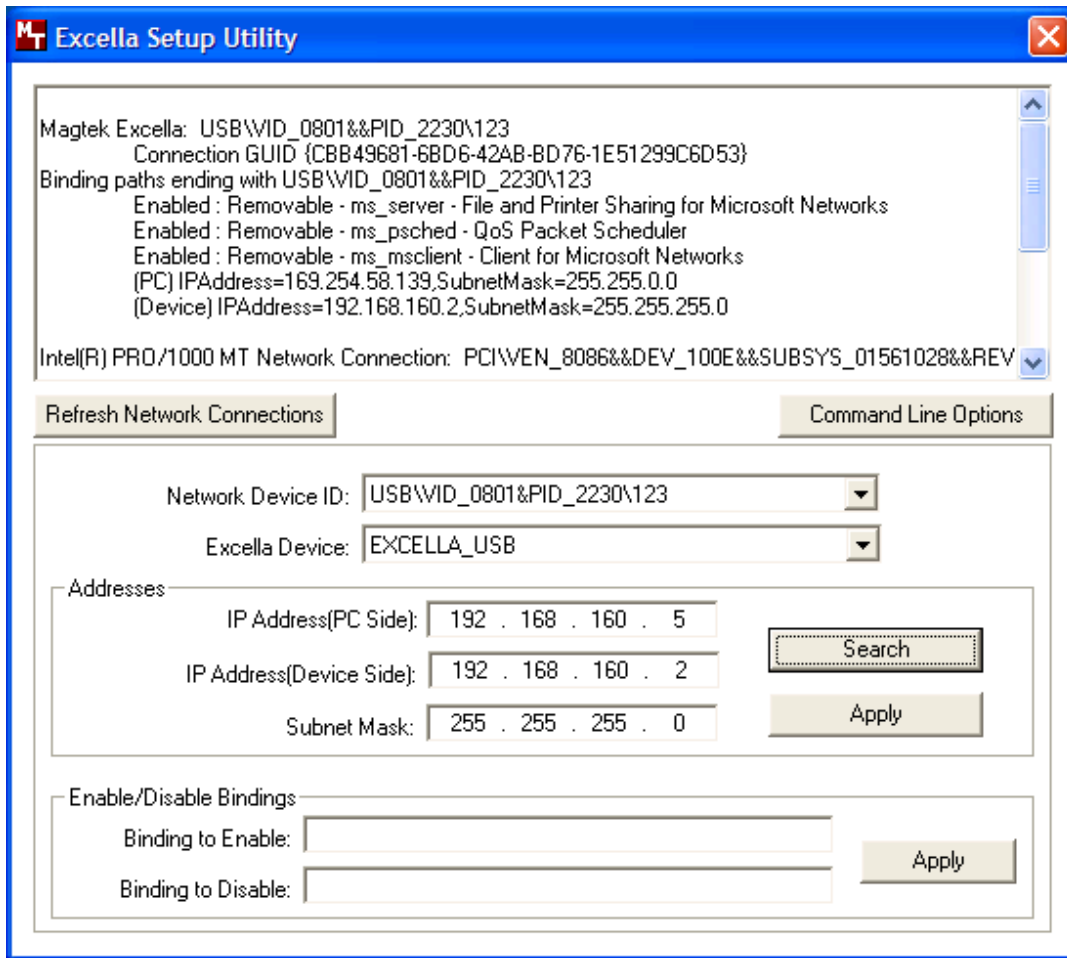 MT Excella Setup Utility
Magtek Excella: USB\VID_0801&&PID_2230\123
Connection GUID {CBB49681-6BD6-42AB-BD76-1E51299C6D53}
Binding paths ending with USB\VID_0801&&PID_2230\123
Enabled : Removable - ms_server - File and Printer Sharing for Microsoft Networks
Enabled : Removable - ms_psched - QoS Packet Scheduler
Enabled : Removable - ms_msclient - Client for Microsoft Networks
(PC) IPAddress=169.254.58.139,SubnetMask=255.255.0.0
(Device) IPAddress=192.168.160.2,SubnetMask=255.255.255.0
Intel(R) PRO/1000 MT Network Connection: PCI\VEN_8086&&DEV_100E&&SUBSYS_01561028&&REV
Refresh Network Connections Command Line Options
Network Device ID: USB\VID_0801&PID_2230\123
Excella Device: EXCELLA_USB
Addresses
IP Address(PC Side): 192 . 168 . 160 . 5
Search
IP Address(Device Side): 192 . 168 . 160 . 2
Apply
Subnet Mask: 255 . 255 . 255 . 0
Enable/Disable Bindings
Binding to Enable:
Apply
Binding to Disable: